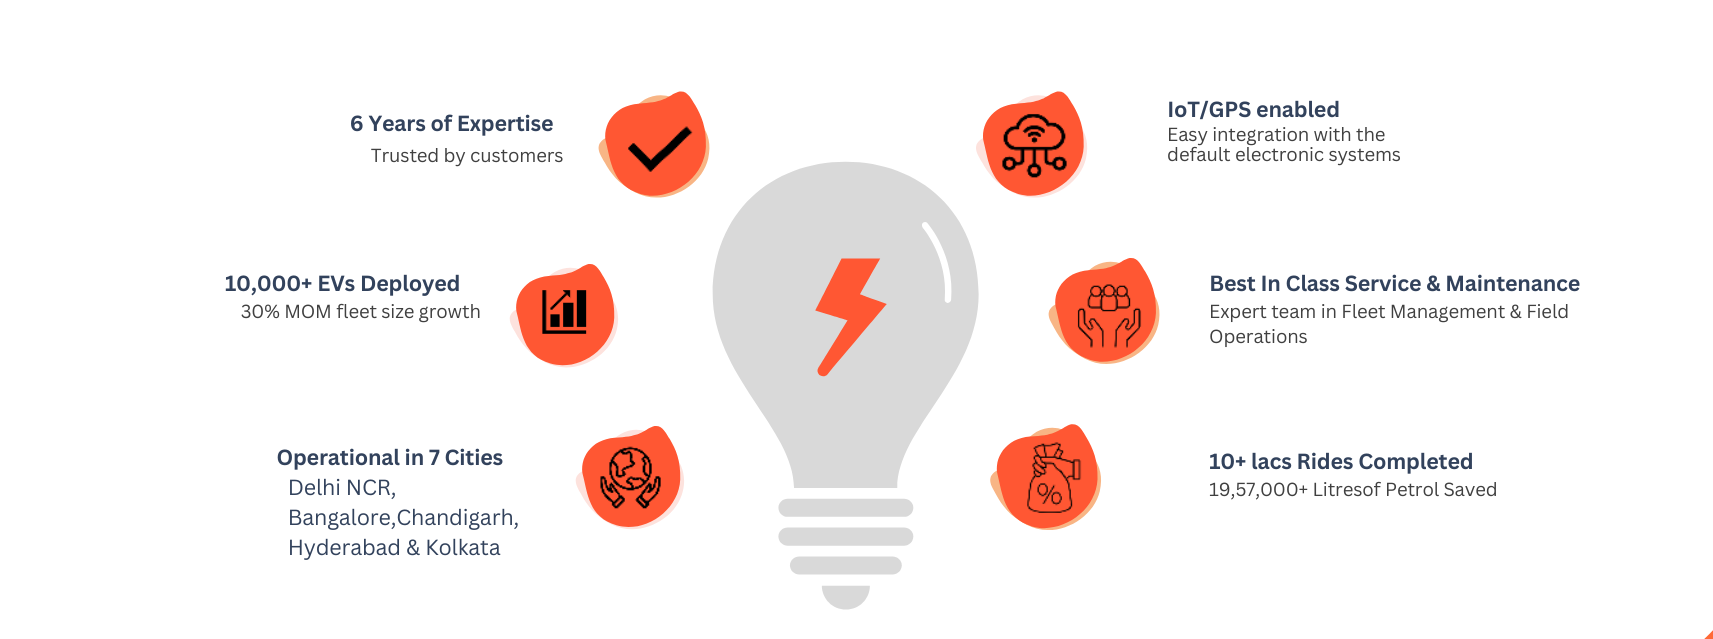 6 Years of Expertise
Trusted by customers
10,000+ EVs Deployed
30% MOM fleet size growth
Operational in 7 Cities
Delhi NCR,
Bangalore,Chandigarh,
Hyderabad & Kolkata
IoT/GPS enabled
Easy integration with the
default electronic systems
Best In Class Service & Maintenance
Expert team in Fleet Management & Field
Operations
%
10+ lacs Rides Completed
19,57,000+ Litresof Petrol Saved